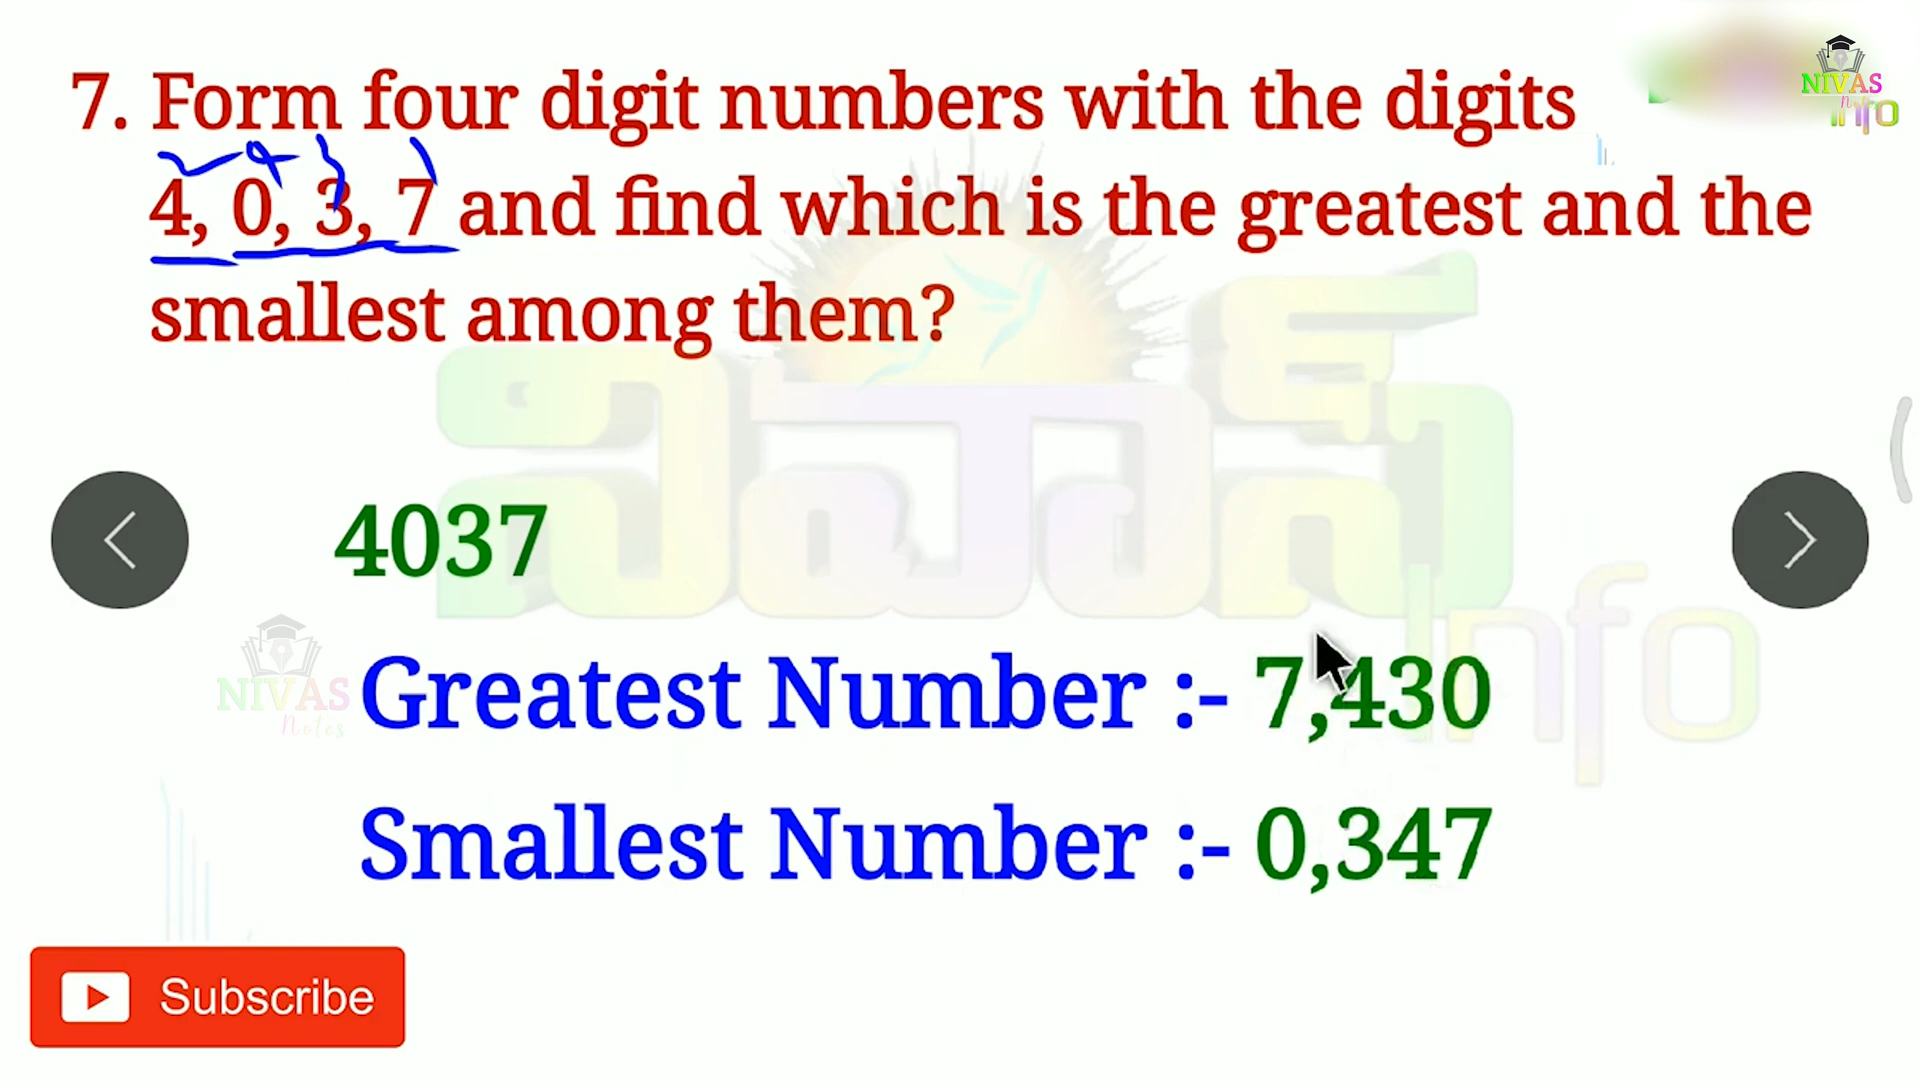 7. Form four digit numbers with the digits
4, 0, 3, 7 and find which is the greatest and the
smallest among them?
4037
Greatest Number :- 7,430
Smallest Number :- 0,347
Subscribe
NIVAS
Info
నివాస్
Info
NIVAS
Notes